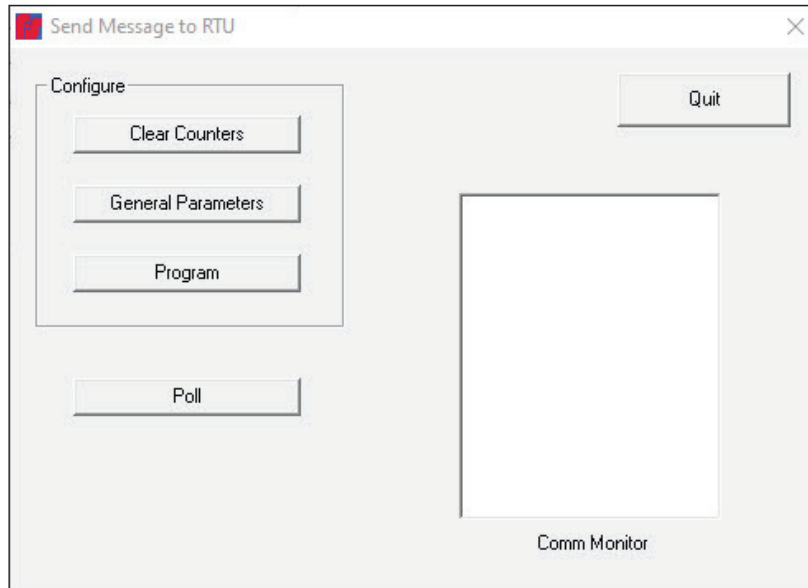 Send Message to RTU
Configure
Clear Counters
General Parameters
Program
Poll
Quit
Comm Monitor